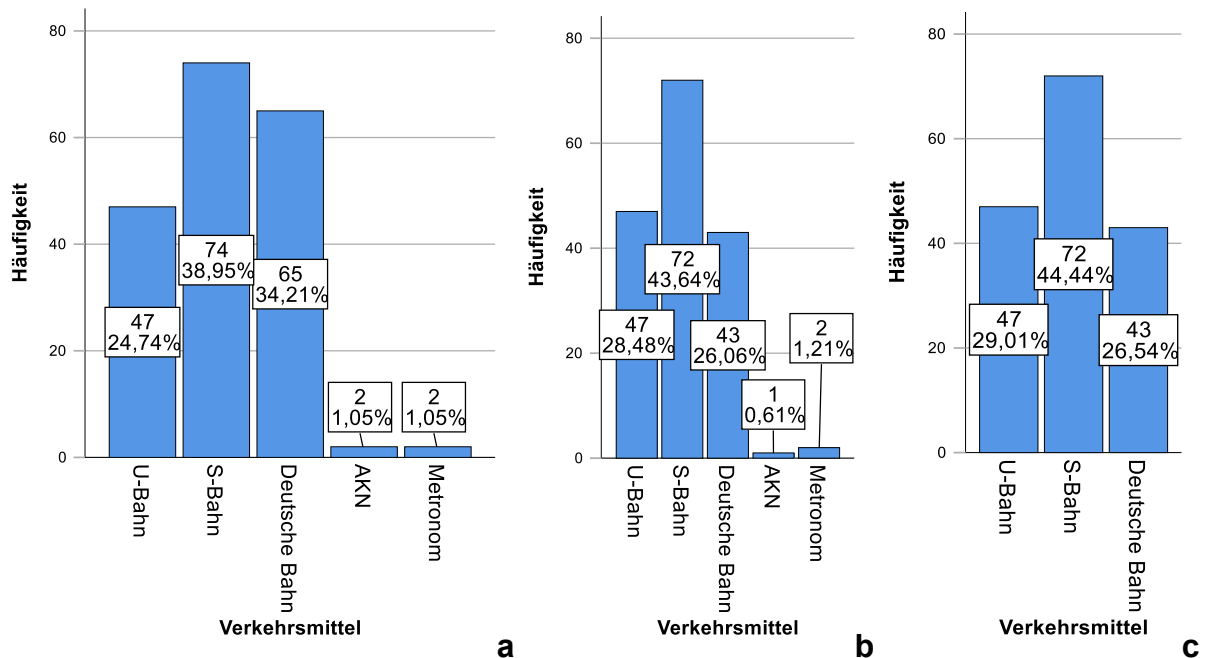 80
60
40
20
0
Häufigkeit
47
24,74%
74
38,95%
65
34,21%
2
1,05%
2
1,05%
U-Bahn
S-Bahn
Deutsche Bahn
AKN
Metronom
Verkehrsmittel
a
80
60
40
20
0
Häufigkeit
47
28,48%
72
43,64%
43
26,06%
1
0,61%
2
1,21%
U-Bahn
S-Bahn
Deutsche Bahn
AKN
Metronom
Verkehrsmittel
b
80
60
40
20
0
Häufigkeit
47
29,01%
72
44,44%
43
26,54%
U-Bahn
S-Bahn
Deutsche Bahn
Verkehrsmittel
c